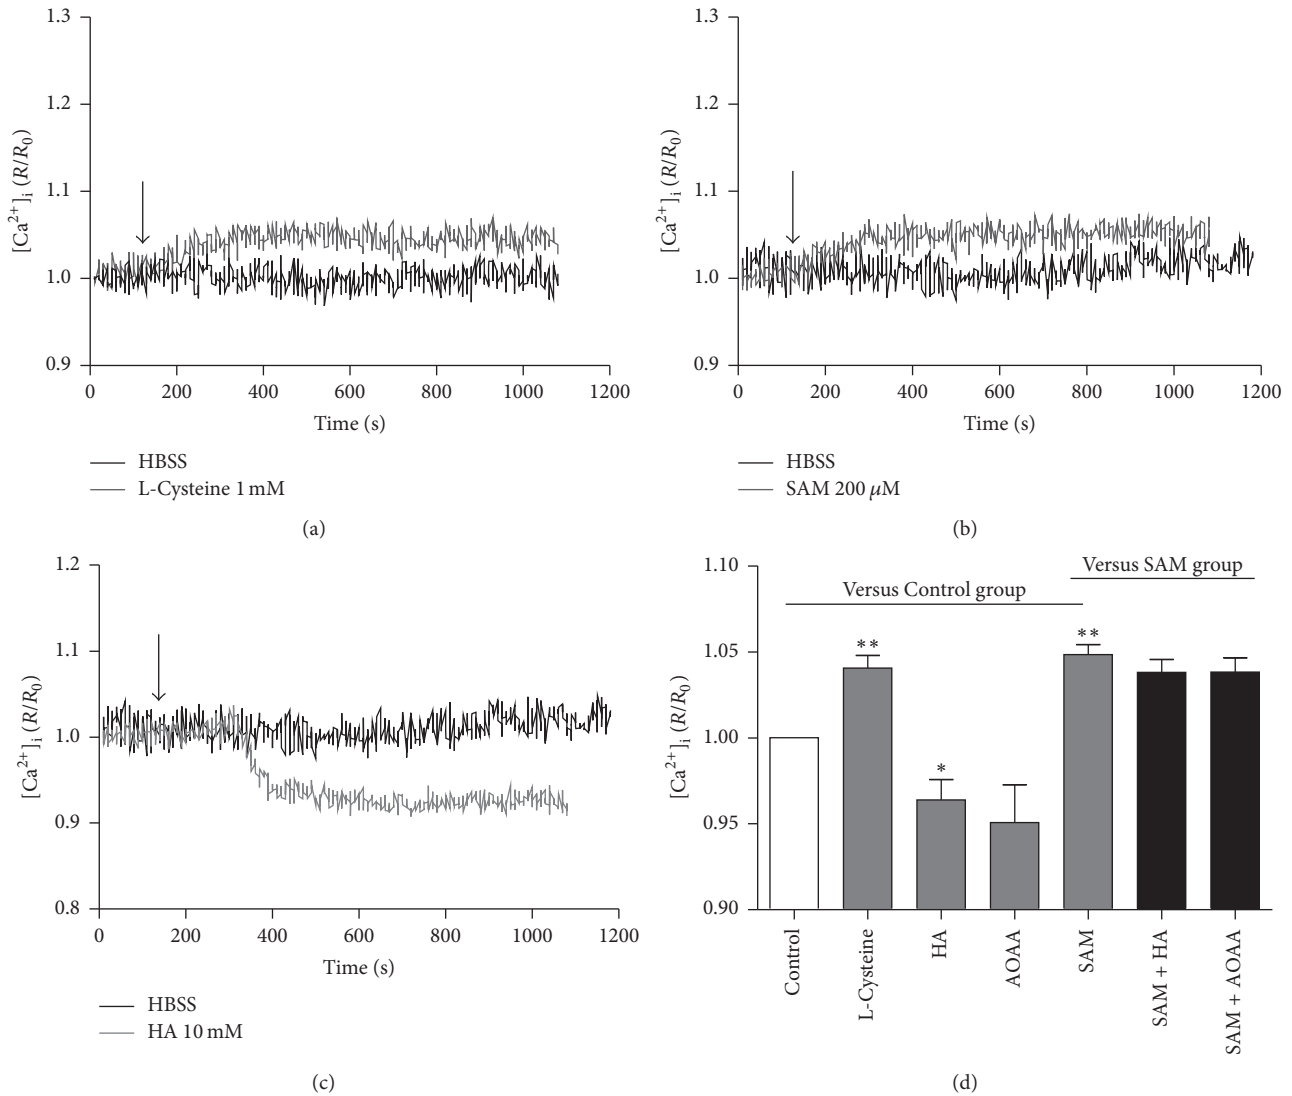 1.3
1.2
1.1
1.0
0.9
[Ca2+]i (R/R0)
0 200 400 600 800 1000 1200
Time (s)
HBSS
L-Cysteine 1 mM
(a)
1.3
1.2
1.1
1.0
0.9
[Ca2+]i (R/R0)
0 200 400 600 800 1000 1200
Time (s)
HBSS
SAM 200 μM
(b)
1.2
1.1
1.0
0.9
0.8
[Ca2+]i (R/R0)
0 200 400 600 800 1000 1200
Time (s)
HBSS
HA 10 mM
(c)
1.10
1.05
1.00
0.95
0.90
[Ca2+]i (R/R0)
Versus SAM group
Versus Control group
**
**
*
Control
L-Cysteine
HA
AOAA
SAM
SAM + HA
SAM + AOAA
(d)